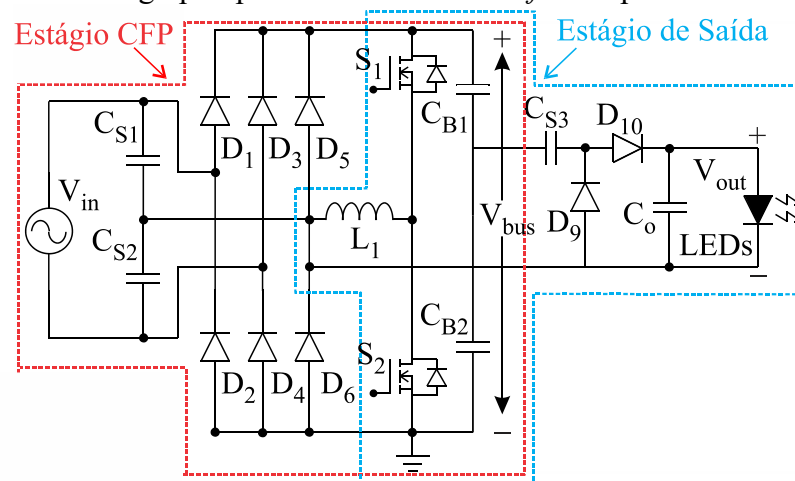 Estágio CFP
Estágio de Saída
S1
CS1
CB1
CS3
D10
D1
D3
D5
Vin
Vout
+
+
Vbus
D9
Co
LEDs
L1
CS2
CB2
S2
D2
D4
D6
−
−